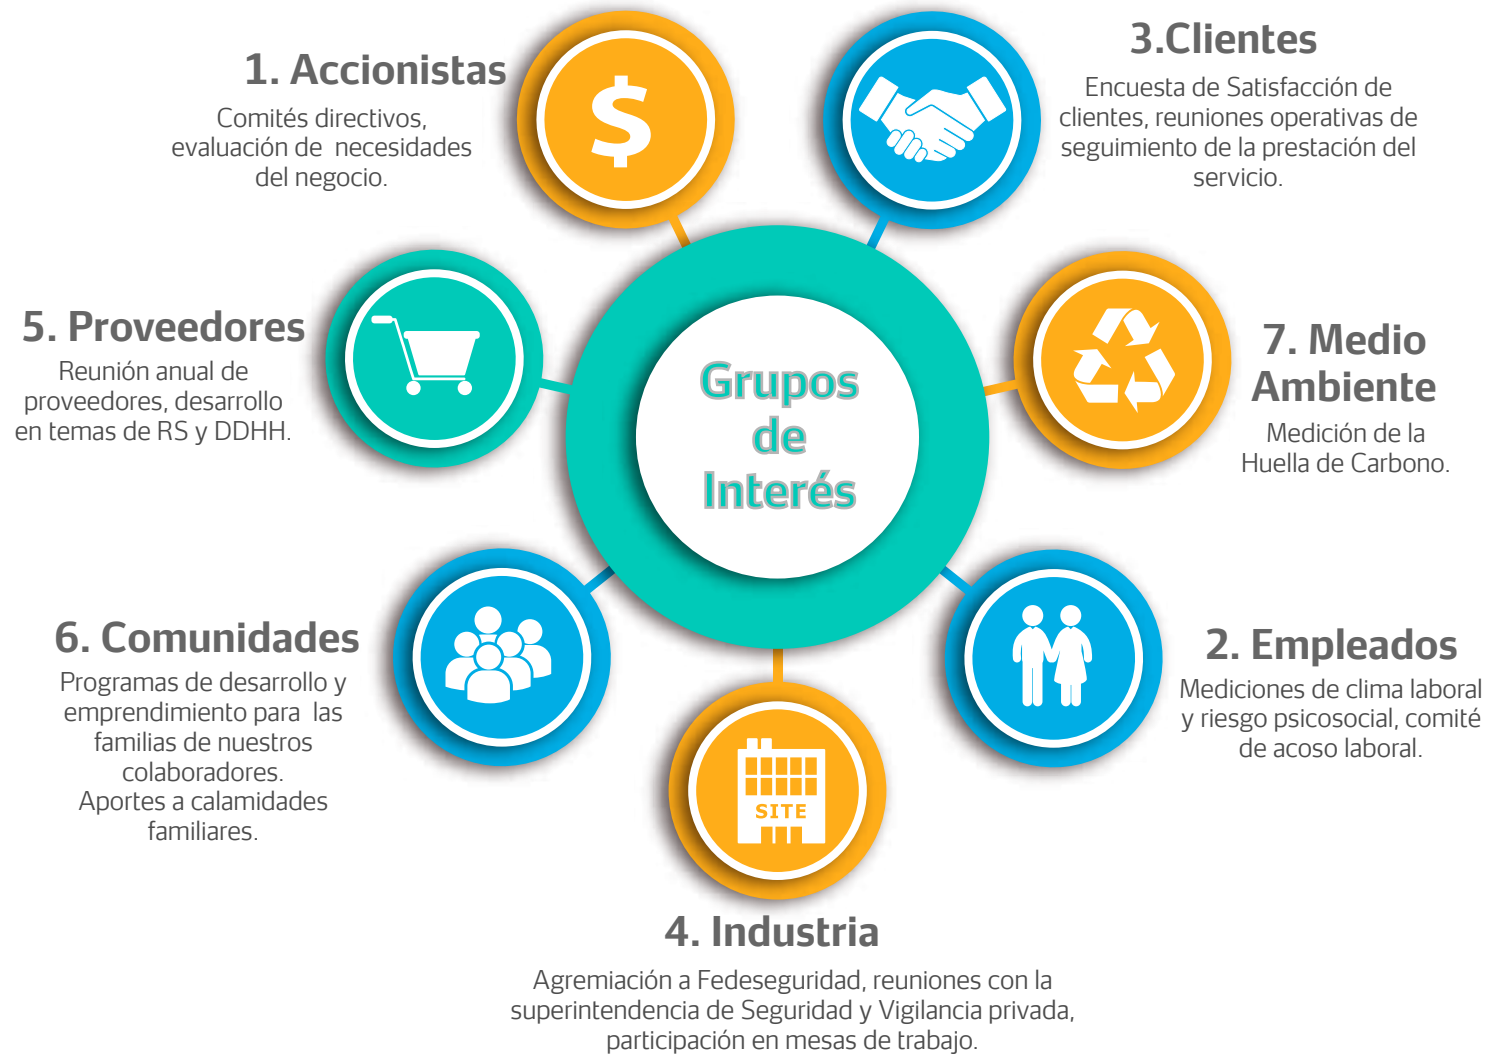 1. Accionistas
Comités directivos,
evaluación de necesidades
del negocio.
3.Clientes
Encuesta de Satisfacción de
clientes, reuniones operativas de
seguimiento de la prestación del
servicio.
5. Proveedores
Reunión anual de
proveedores, desarrollo
en temas de RS y DDHH.
Grupos
de
Interés
7. Medio
Ambiente
Medición de la
Huella de Carbono.
6. Comunidades
Programas de desarrollo y
emprendimiento para las
familias de nuestros
colaboradores.
Aportes a calamidades
familiares.
2. Empleados
Mediciones de clima laboral
y riesgo psicosocial, comité
de acoso laboral.
SITE
4. Industria
Agremiación a Fedeseguridad, reuniones con la
superintendencia de Seguridad y Vigilancia privada,
participación en mesas de trabajo.